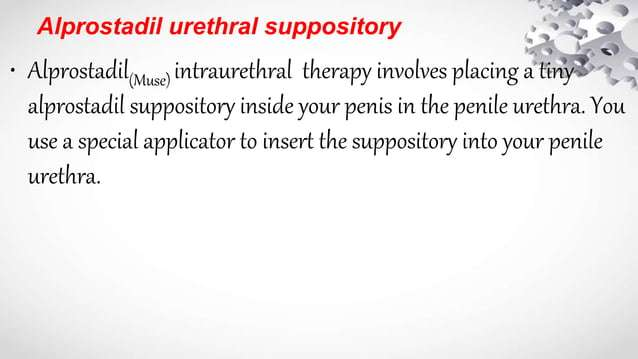 Alprostadil urethral suppository
• Alprostadil(Muse) intraurethral therapy involves placing a tiny
alprostadil suppository inside your penis in the penile urethra. You
use a special applicator to insert the suppository into your penile
urethra.